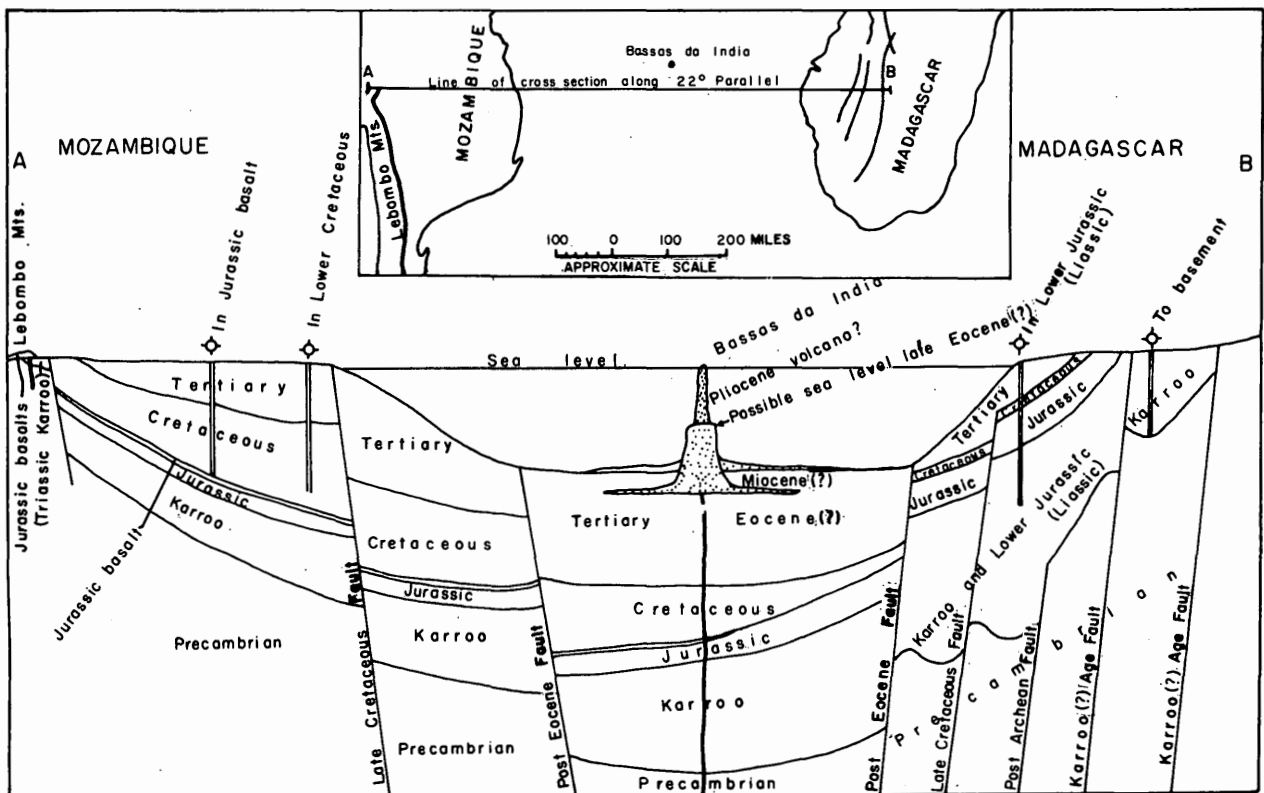 Bassas da India
A
B
Line of cross section along 22° Parallel
MOZAMBIQUE
MADAGASCAR
Lebombo Mts.
100 0 100 200 MILES
APPROXIMATE SCALE
MOZAMBIQUE
MADAGASCAR
A
B
Lebombo Mts.
Jurassic basalts
(Triassic Karroo)
In Jurassic basalt
In Lower Cretaceous
Sea level
Bassas da India
Pliocene volcano?
Possible sea level late Eocene(?)
In Lower Jurassic
(Liassic)
To basement
Tertiary
Cretaceous
Jurassic
Karroo
Jurassic basalt
Precambrian
Late Cretaceous Fault
Tertiary
Cretaceous
Jurassic
Karroo
Precambrian
Post Eocene Fault
Miocene(?)
Tertiary
Eocene(?)
Cretaceous
Jurassic
Karroo
Precambrian
Post Eocene Fault
Tertiary
Cretaceous
Cretaceous
Jurassic
Jurassic
Karroo and Lower Jurassic
(Liassic)
Karroo
Precambrian
Late Cretaceous Fault
Post Archean Fault
Karroo(?) Age Fault
Karroo(?) Age Fault